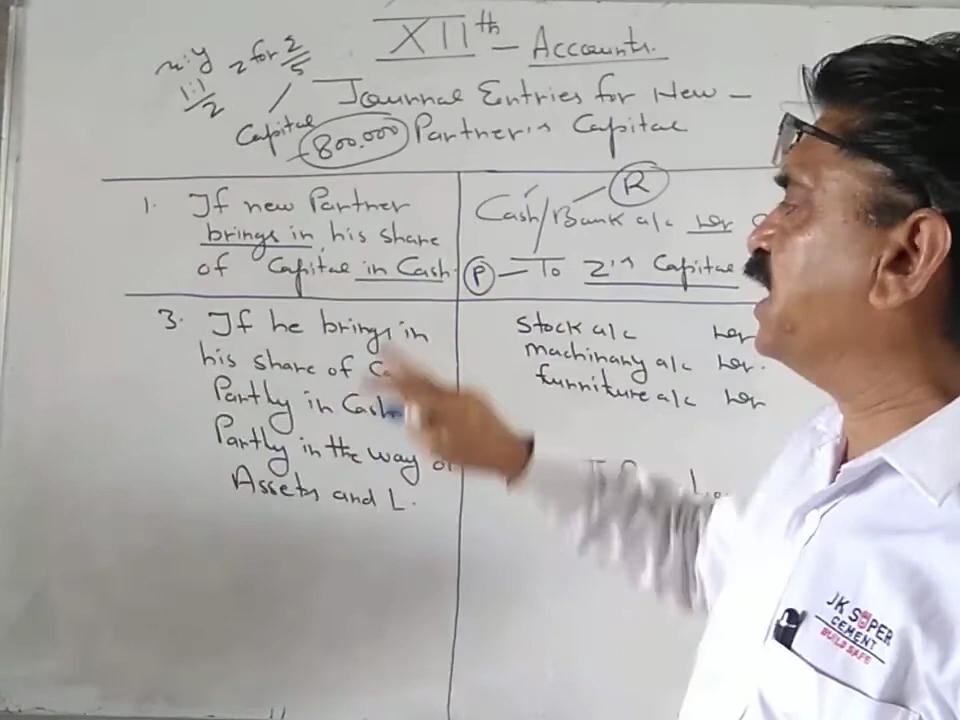 XIIth - Accounts.
x:y
1:1/2
z for 2/5
Capital
800.000
Journal Entries for New -
Partner's Capital
1. If new Partner
brings in his share
of Capital in Cash.
Cash/Bank a/c Dr
R
P - To Z's Capital
3. If he brings in
his share of
Partly in Cash
Partly in the way of
Assets and L.
Stock a/c Dr
machinany a/c Dr.
furniture a/c Dr
JK SUPER
CEMENT
BUILD SAFE